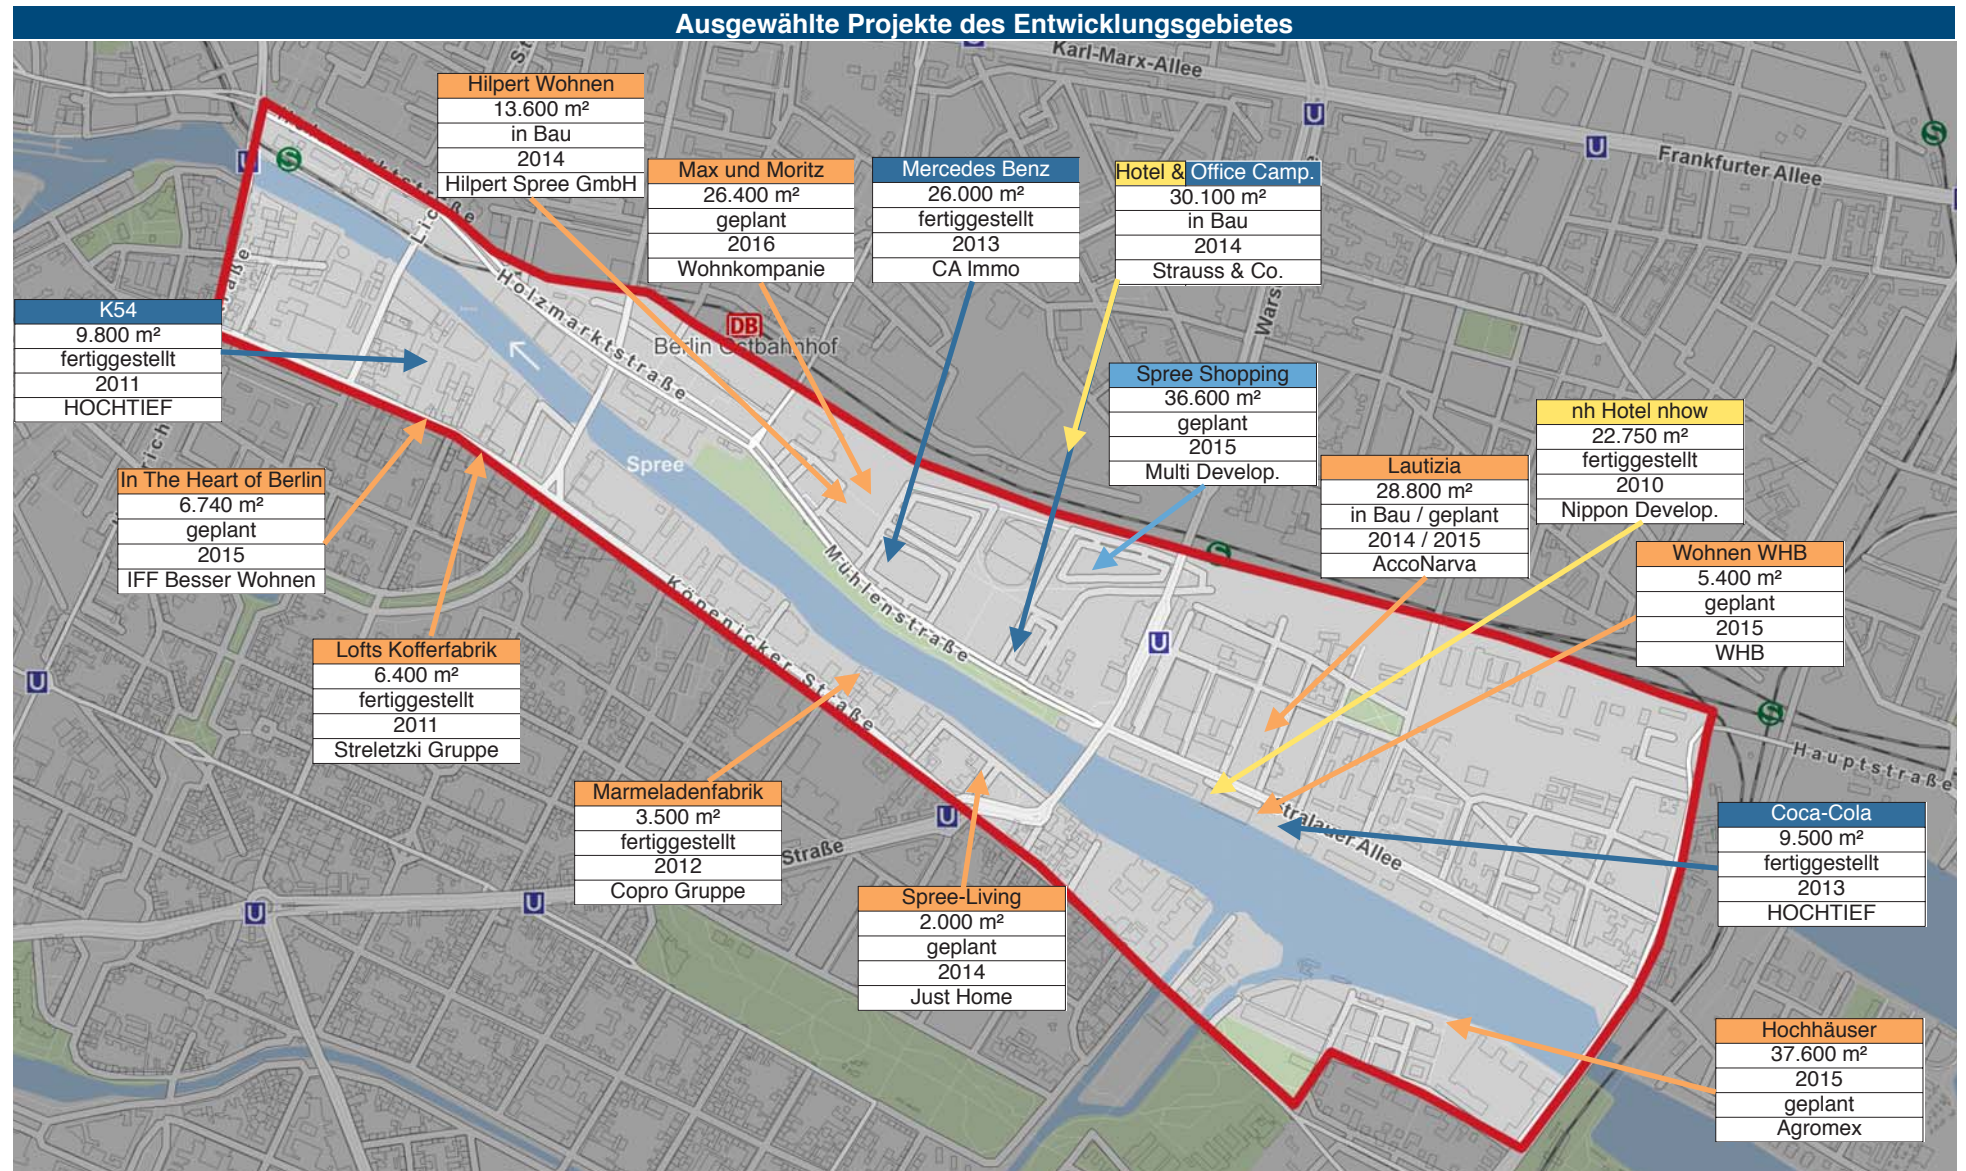 Ausgewählte Projekte des Entwicklungsgebietes
Karl-Marx-Allee
Frankfurter Allee
Hilpert Wohnen
13.600 m²
in Bau
2014
Hilpert Spree GmbH
Max und Moritz
26.400 m²
geplant
2016
Wohnkompanie
Mercedes Benz
26.000 m²
fertiggestellt
2013
CA Immo
Hotel & Office Camp.
30.100 m²
in Bau
2014
Strauss & Co.
K54
9.800 m²
fertiggestellt
2011
HOCHTIEF
DB
Berlin Ostbahnhof
Holzmarktstraße
Spree
Spree Shopping
36.600 m²
geplant
2015
Multi Develop.
nh Hotel nhow
22.750 m²
fertiggestellt
2010
Nippon Develop.
Lautizia
28.800 m²
in Bau / geplant
2014 / 2015
AccoNarva
In The Heart of Berlin
6.740 m²
geplant
2015
IFF Besser Wohnen
Wohnen WHB
5.400 m²
geplant
2015
WHB
Mühlenstraße
Köpenicker Straße
Lofts Kofferfabrik
6.400 m²
fertiggestellt
2011
Streletzki Gruppe
Hauptstraße
Marmeladenfabrik
3.500 m²
fertiggestellt
2012
Copro Gruppe
Straße
Stralauer Allee
Coca-Cola
9.500 m²
fertiggestellt
2013
HOCHTIEF
Spree-Living
2.000 m²
geplant
2014
Just Home
Hochhäuser
37.600 m²
2015
geplant
Agromex
U
U
U
U
U
U
U
U
S
S
S
S